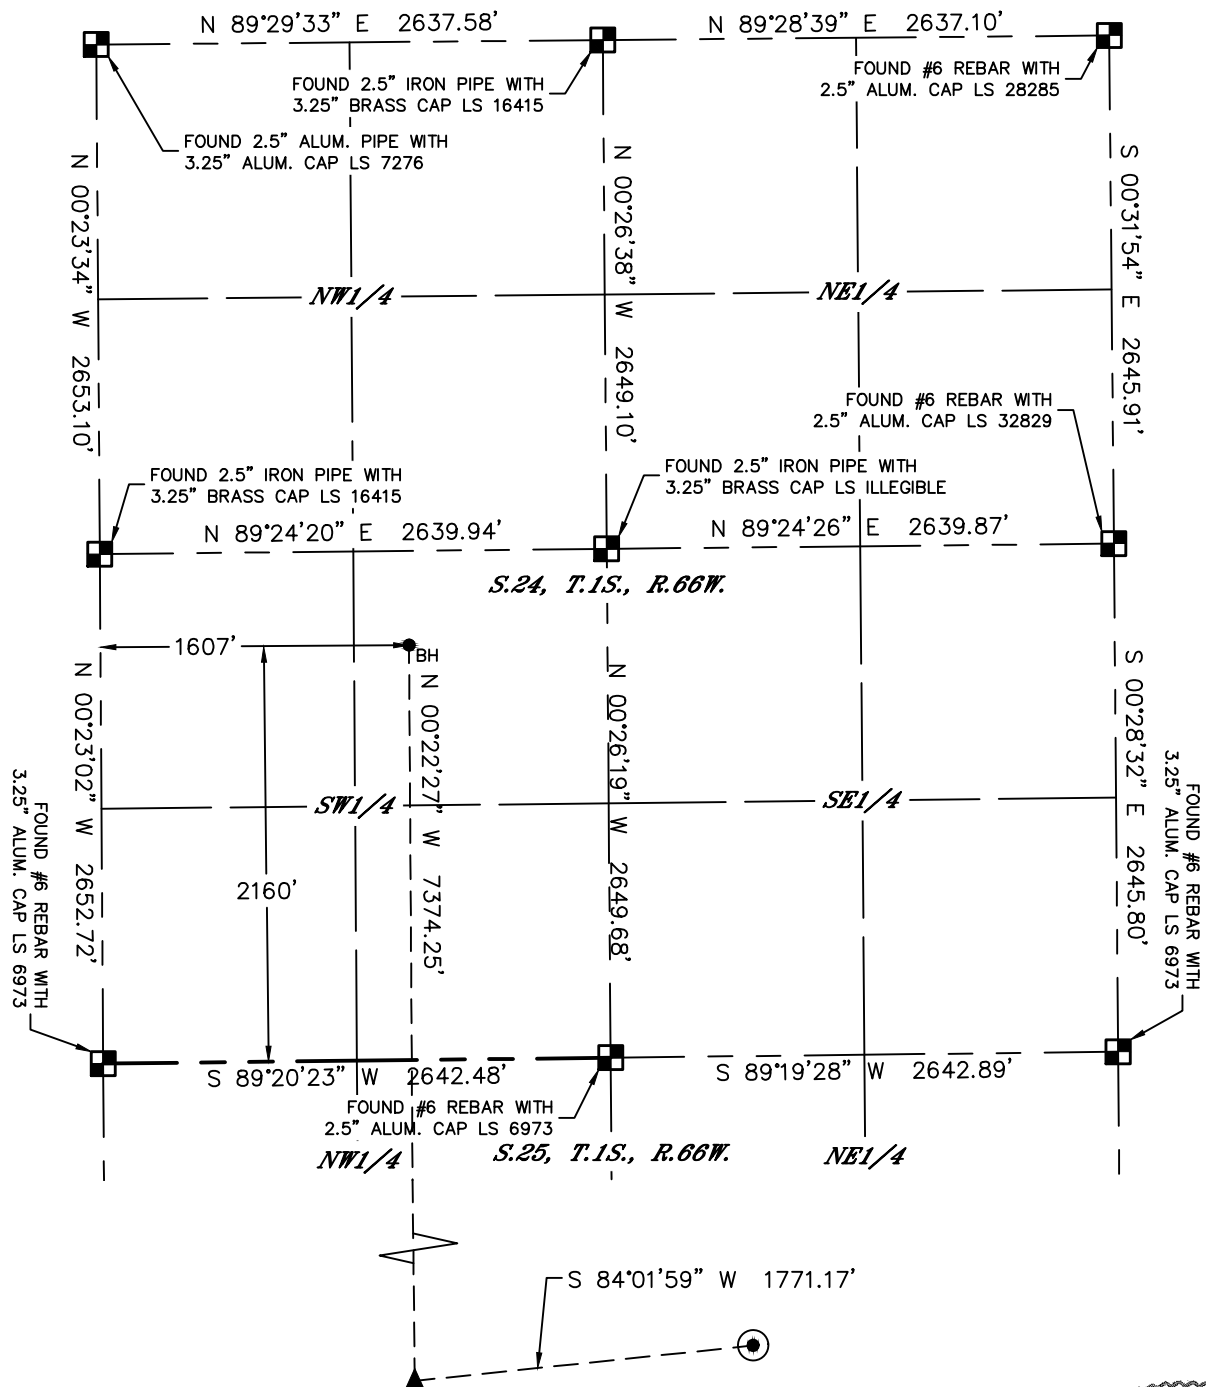 N 89°29'33" E 2637.58'
N 89°28'39" E 2637.10'
FOUND 2.5" IRON PIPE WITH
3.25" BRASS CAP LS 16415
FOUND #6 REBAR WITH
2.5" ALUM. CAP LS 28285
FOUND 2.5" ALUM. PIPE WITH
3.25" ALUM. CAP LS 7276
N 00°23'34" W 2653.10'
N 00°26'38" W 2649.10'
S 00°31'54" E 2645.91'
NW1/4
NE1/4
FOUND #6 REBAR WITH
2.5" ALUM. CAP LS 32829
FOUND 2.5" IRON PIPE WITH
3.25" BRASS CAP LS 16415
FOUND 2.5" IRON PIPE WITH
3.25" BRASS CAP LS ILLEGIBLE
N 89°24'20" E 2639.94'
N 89°24'26" E 2639.87'
S.24, T.1S., R.66W.
1607'
BH
N 00°23'02" W 2652.72'
N 00°22'27" W 7374.25'
N 00°26'19" W 2649.68'
S 00°28'32" E 2645.80'
FOUND #6 REBAR WITH
3.25" ALUM. CAP LS 6973
FOUND #6 REBAR WITH
3.25" ALUM. CAP LS 6973
SW1/4
SE1/4
2160'
S 89°20'23" W 2642.48'
S 89°19'28" W 2642.89'
FOUND #6 REBAR WITH
2.5" ALUM. CAP LS 6973
NW1/4
S.25, T.1S., R.66W.
NE1/4
S 84°01'59" W 1771.17'